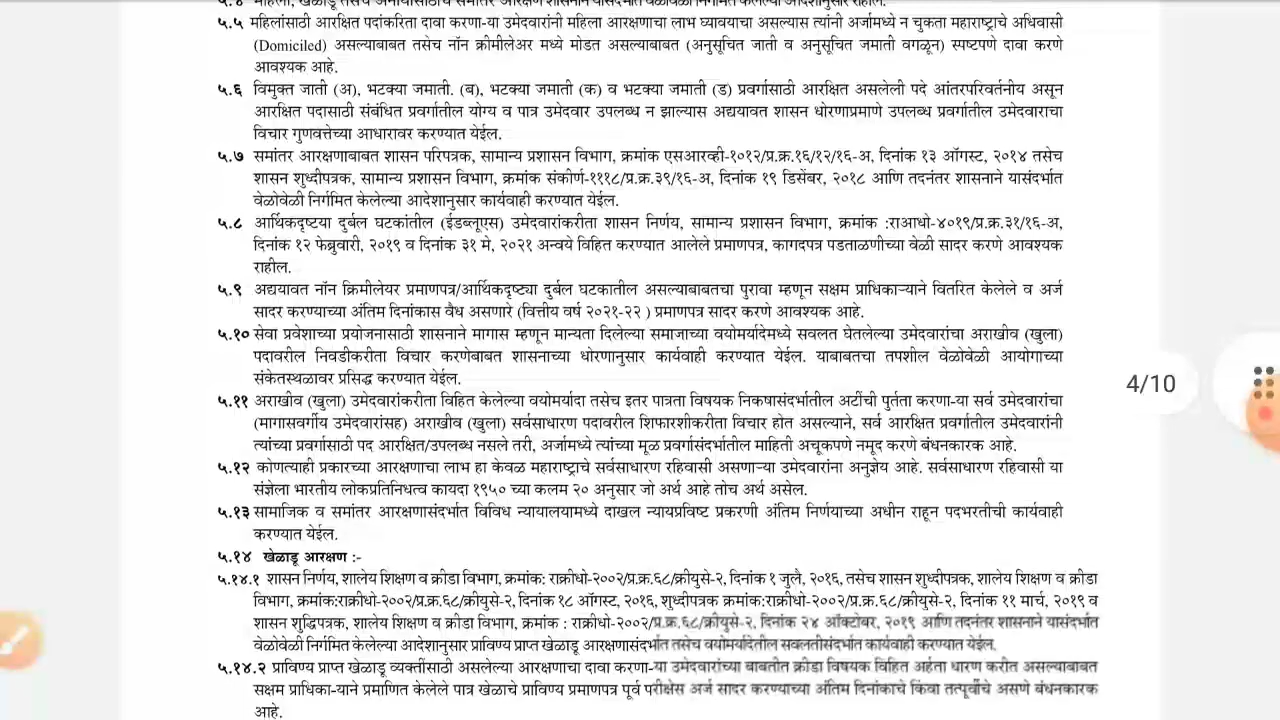 ५.४ महिला, खेळाडू तसेच अनाथांसाठीचे समांतर आरक्षण शासनाने यासंदर्भात वेळोवेळी निर्गमित केलेल्या आदेशानुसार राहील.
५.५ महिलांसाठी आरक्षित पदांकरिता दावा करणा-या उमेदवारांनी महिला आरक्षणाचा लाभ घ्यावयाचा असल्यास त्यांनी अर्जामध्ये न चुकता महाराष्ट्राचे अधिवासी
(Domiciled) असल्याबाबत तसेच नॉन क्रीमीलेअर मध्ये मोडत असल्याबाबत (अनुसूचित जाती व अनुसूचित जमाती वगळून) स्पष्टपणे दावा करणे
आवश्यक आहे.
५.६ विमुक्त जाती (अ), भटक्या जमाती. (ब), भटक्या जमाती (क) व भटक्या जमाती (ड) प्रवर्गासाठी आरक्षित असलेली पदे आंतरपरिवर्तनीय असून
आरक्षित पदासाठी संबंधित प्रवर्गातील योग्य व पात्र उमेदवार उपलब्ध न झाल्यास अद्ययावत शासन धोरणाप्रमाणे उपलब्ध प्रवर्गातील उमेदवाराचा
विचार गुणवत्तेच्या आधारावर करण्यात येईल.
५.७ समांतर आरक्षणाबाबत शासन परिपत्रक, सामान्य प्रशासन विभाग, क्रमांक एसआरव्ही-१०१२/प्र.क्र.१६/१२/१६-अ, दिनांक १३ ऑगस्ट, २०१४ तसेच
शासन शुध्दीपत्रक, सामान्य प्रशासन विभाग, क्रमांक संकीर्ण-१११८/प्र.क्र.३९/१६-अ, दिनांक १९ डिसेंबर, २०१८ आणि तदनंतर शासनाने यासंदर्भात
वेळोवेळी निर्गमित केलेल्या आदेशानुसार कार्यवाही करण्यात येईल.
५.८ आर्थिकदृष्टया दुर्बल घटकांतील (ईडब्लूएस) उमेदवारांकरीता शासन निर्णय, सामान्य प्रशासन विभाग, क्रमांक :राआधो-४०१९/प्र.क्र.३१/१६-अ,
दिनांक १२ फेब्रुवारी, २०१९ व दिनांक ३१ मे, २०२१ अन्वये विहित करण्यात आलेले प्रमाणपत्र, कागदपत्र पडताळणीच्या वेळी सादर करणे आवश्यक
राहील.
५.९ अद्ययावत नॉन क्रिमीलेयर प्रमाणपत्र/आर्थिकदृष्ट्या दुर्बल घटकातील असल्याबाबतचा पुरावा म्हणून सक्षम प्राधिकाऱ्याने वितरित केलेले व अर्ज
सादर करण्याच्या अंतिम दिनांकास वैध असणारे (वित्तीय वर्ष २०२१-२२ ) प्रमाणपत्र सादर करणे आवश्यक आहे.
५.१० सेवा प्रवेशाच्या प्रयोजनासाठी शासनाने मागास म्हणून मान्यता दिलेल्या समाजाच्या वयोमर्यादेमध्ये सवलत घेतलेल्या उमेदवारांचा अराखीव (खुला)
पदावरील निवडीकरीता विचार करणेबाबत शासनाच्या धोरणानुसार कार्यवाही करण्यात येईल. याबाबतचा तपशील वेळोवेळी आयोगाच्या
संकेतस्थळावर प्रसिद्ध करण्यात येईल.
५.११ अराखीव (खुला) उमेदवारांकरीता विहित केलेल्या वयोमर्यादा तसेच इतर पात्रता विषयक निकषासंदर्भातील अटींची पुर्तता करणा-या सर्व उमेदवारांचा
(मागासवर्गीय उमेदवारांसह) अराखीव (खुला) सर्वसाधारण पदावरील शिफारशीकरीता विचार होत असल्याने, सर्व आरक्षित प्रवर्गातील उमेदवारांनी
त्यांच्या प्रवर्गासाठी पद आरक्षित/उपलब्ध नसले तरी, अर्जामध्ये त्यांच्या मूळ प्रवर्गासंदर्भातील माहिती अचूकपणे नमूद करणे बंधनकारक आहे.
५.१२ कोणत्याही प्रकारच्या आरक्षणाचा लाभ हा केवळ महाराष्ट्राचे सर्वसाधारण रहिवासी असणाऱ्या उमेदवारांना अनुज्ञेय आहे. सर्वसाधारण रहिवासी या
संज्ञेला भारतीय लोकप्रतिनिधत्व कायदा १९५० च्या कलम २० अनुसार जो अर्थ आहे तोच अर्थ असेल.
५.१३ सामाजिक व समांतर आरक्षणासंदर्भात विविध न्यायालयामध्ये दाखल न्यायप्रविष्ट प्रकरणी अंतिम निर्णयाच्या अधीन राहून पदभरतीची कार्यवाही
करण्यात येईल.
५.१४ खेळाडू आरक्षण :-
५.१४.१ शासन निर्णय, शालेय शिक्षण व क्रीडा विभाग, क्रमांक: राक्रीधो-२००२/प्र.क्र.६८/क्रीयुसे-२, दिनांक १ जुलै, २०१६, तसेच शासन शुध्दीपत्रक, शालेय शिक्षण व क्रीडा
विभाग, क्रमांक:राक्रीधो-२००२/प्र.क्र.६८/क्रीयुसे-२, दिनांक १८ ऑगस्ट, २०१६, शुध्दीपत्रक क्रमांक:राक्रीधो-२००२/प्र.क्र.६८/क्रीयुसे-२, दिनांक ११ मार्च, २०१९ व
शासन शुद्धिपत्रक, शालेय शिक्षण व क्रीडा विभाग, क्रमांक : राक्रीधो-२००२/प्र.क्र.६८/क्रीयुसे-२, दिनांक २४ ऑक्टोबर, २०१९ आणि तदनंतर शासनाने यासंदर्भात
वेळोवेळी निर्गमित केलेल्या आदेशानुसार प्राविण्य प्राप्त खेळाडू आरक्षणासंदर्भात तसेच वयोमर्यादेतील सवलतीसंदर्भात कार्यवाही करण्यात येईल.
५.१४.२ प्राविण्य प्राप्त खेळाडू व्यक्तींसाठी असलेल्या आरक्षणाचा दावा करणा-या उमेदवारांच्या बाबतीत क्रीडा विषयक विहित अर्हता धारण करीत असल्याबाबत
सक्षम प्राधिका-याने प्रमाणित केलेले पात्र खेळाचे प्राविण्य प्रमाणपत्र पूर्व परीक्षेस अर्ज सादर करण्याच्या अंतिम दिनांकाचे किंवा तत्पूर्वीचे असणे बंधनकारक
आहे.
4/10